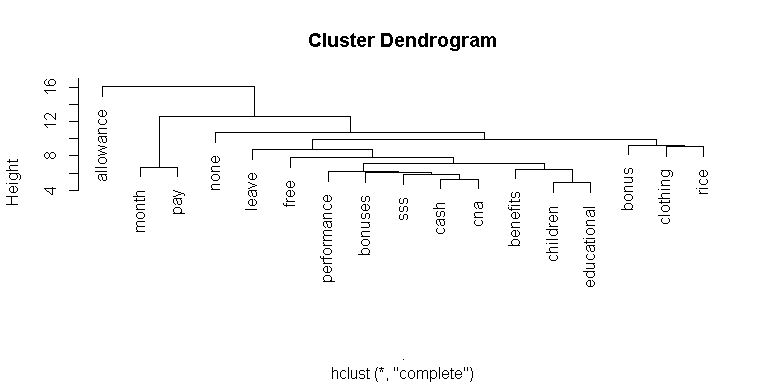 Cluster Dendrogram
Height
16
12
8
4
allowance
month
pay
none
leave
free
performance
bonuses
sss
cash
cna
benefits
children
educational
bonus
clothing
rice
hclust (*, "complete")